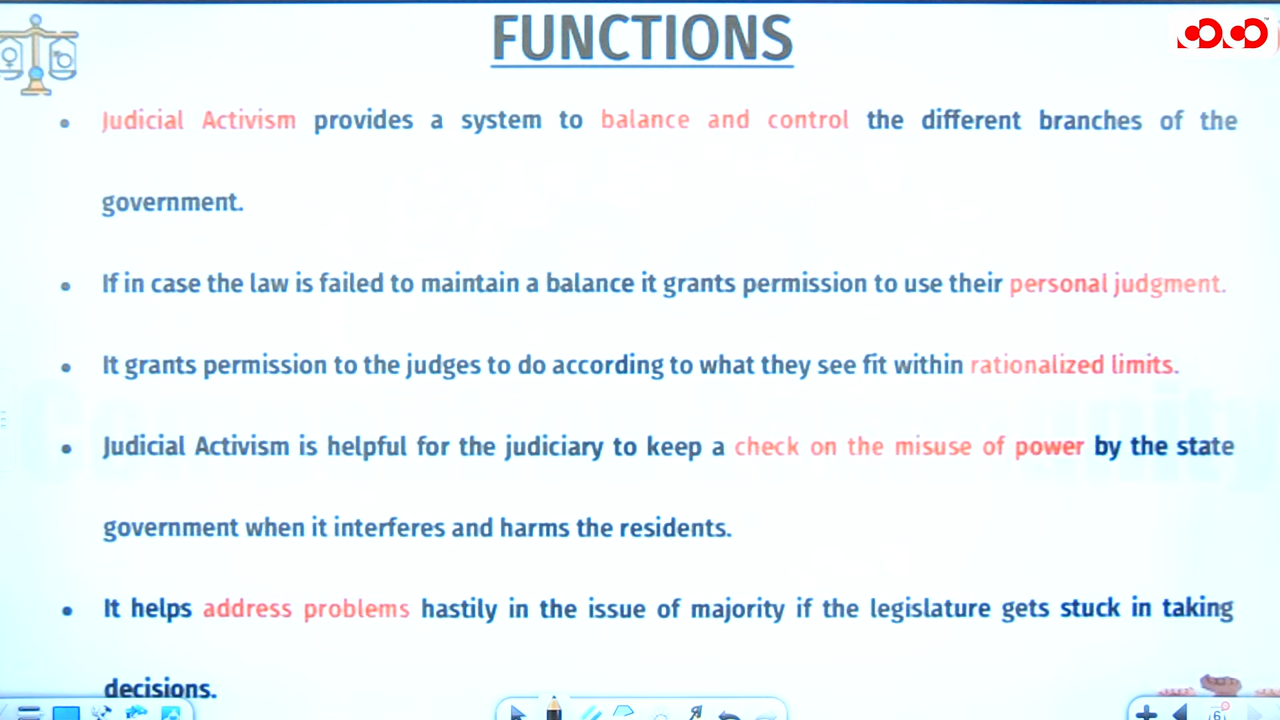 FUNCTIONS
• Judicial Activism provides a system to balance and control the different branches of the
government.
• If in case the law is failed to maintain a balance it grants permission to use their personal judgment.
• It grants permission to the judges to do according to what they see fit within rationalized limits.
• Judicial Activism is helpful for the judiciary to keep a check on the misuse of power by the state
government when it interferes and harms the residents.
• It helps address problems hastily in the issue of majority if the legislature gets stuck in taking
decisions.
6